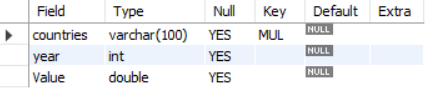 Field Type Null Key Default Extra
countries varchar(100) YES MUL NULL
year int YES NULL
Value double YES NULL